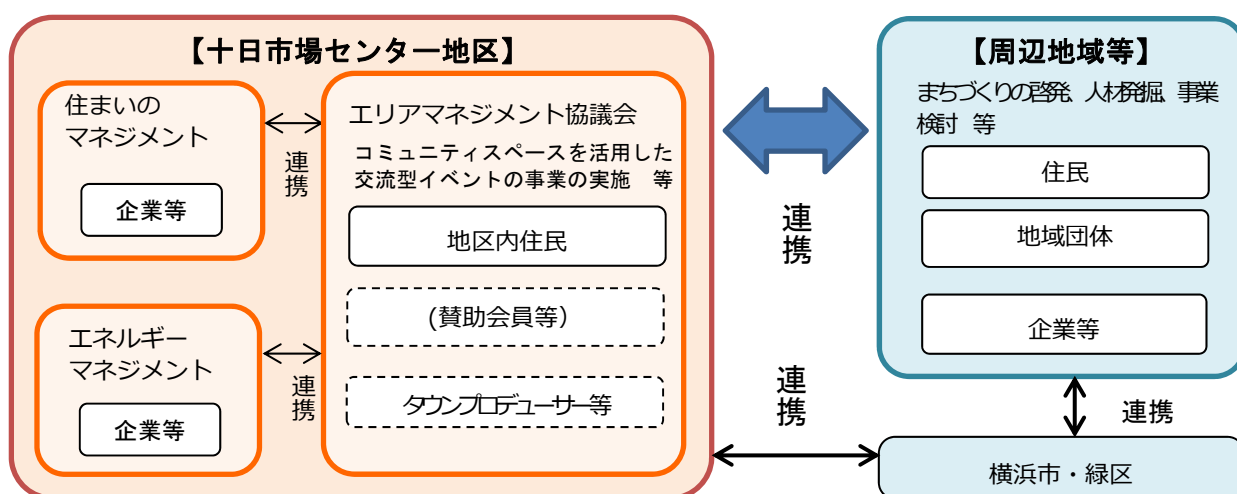 【十日市場センター地区】
住まいの
マネジメント
企業等
連携
エネルギー
マネジメント
企業等
連携
エリアマネジメント協議会
コミュニティスペースを活用した
交流型イベントの事業の実施　等
地区内住民
(賛助会員等）
タウンプロデューサー等
連携
連携
【周辺地域等】
まちづくりの啓発、人材発掘、事業
検討　等
住民
地域団体
企業等
連携
横浜市・緑区